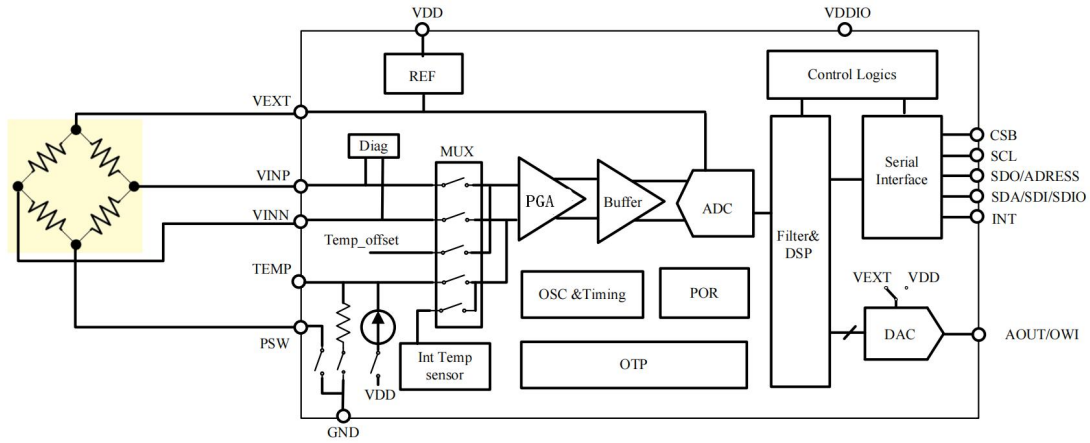 VDD
VDDIO
REF
Control Logics
VEXT
Diag
MUX
CSB
SCL
Serial
Interface
SDO/ADRESS
VINP
PGA
Buffer
ADC
SDA/SDI/SDIO
VINN
INT
Temp_offset
Filter&
DSP
TEMP
OSC &Timing
POR
VEXT
VDD
PSW
DAC
AOUT/OWI
Int Temp
sensor
OTP
VDD
GND